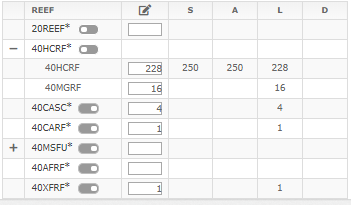 REEF S A L D
20REEF*
40HCRF*
40HCRF 228 250 250 228
40MGRF 16 16
40CASC* 4 4
40CARF* 1 1
40MSFU*
40AFRF*
40XFRF* 1 1